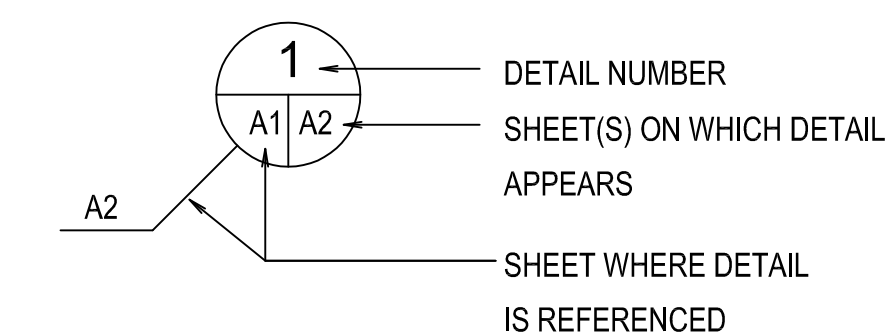 1
DETAIL NUMBER
A1 A2
SHEET(S) ON WHICH DETAIL
APPEARS
A2
SHEET WHERE DETAIL
IS REFERENCED